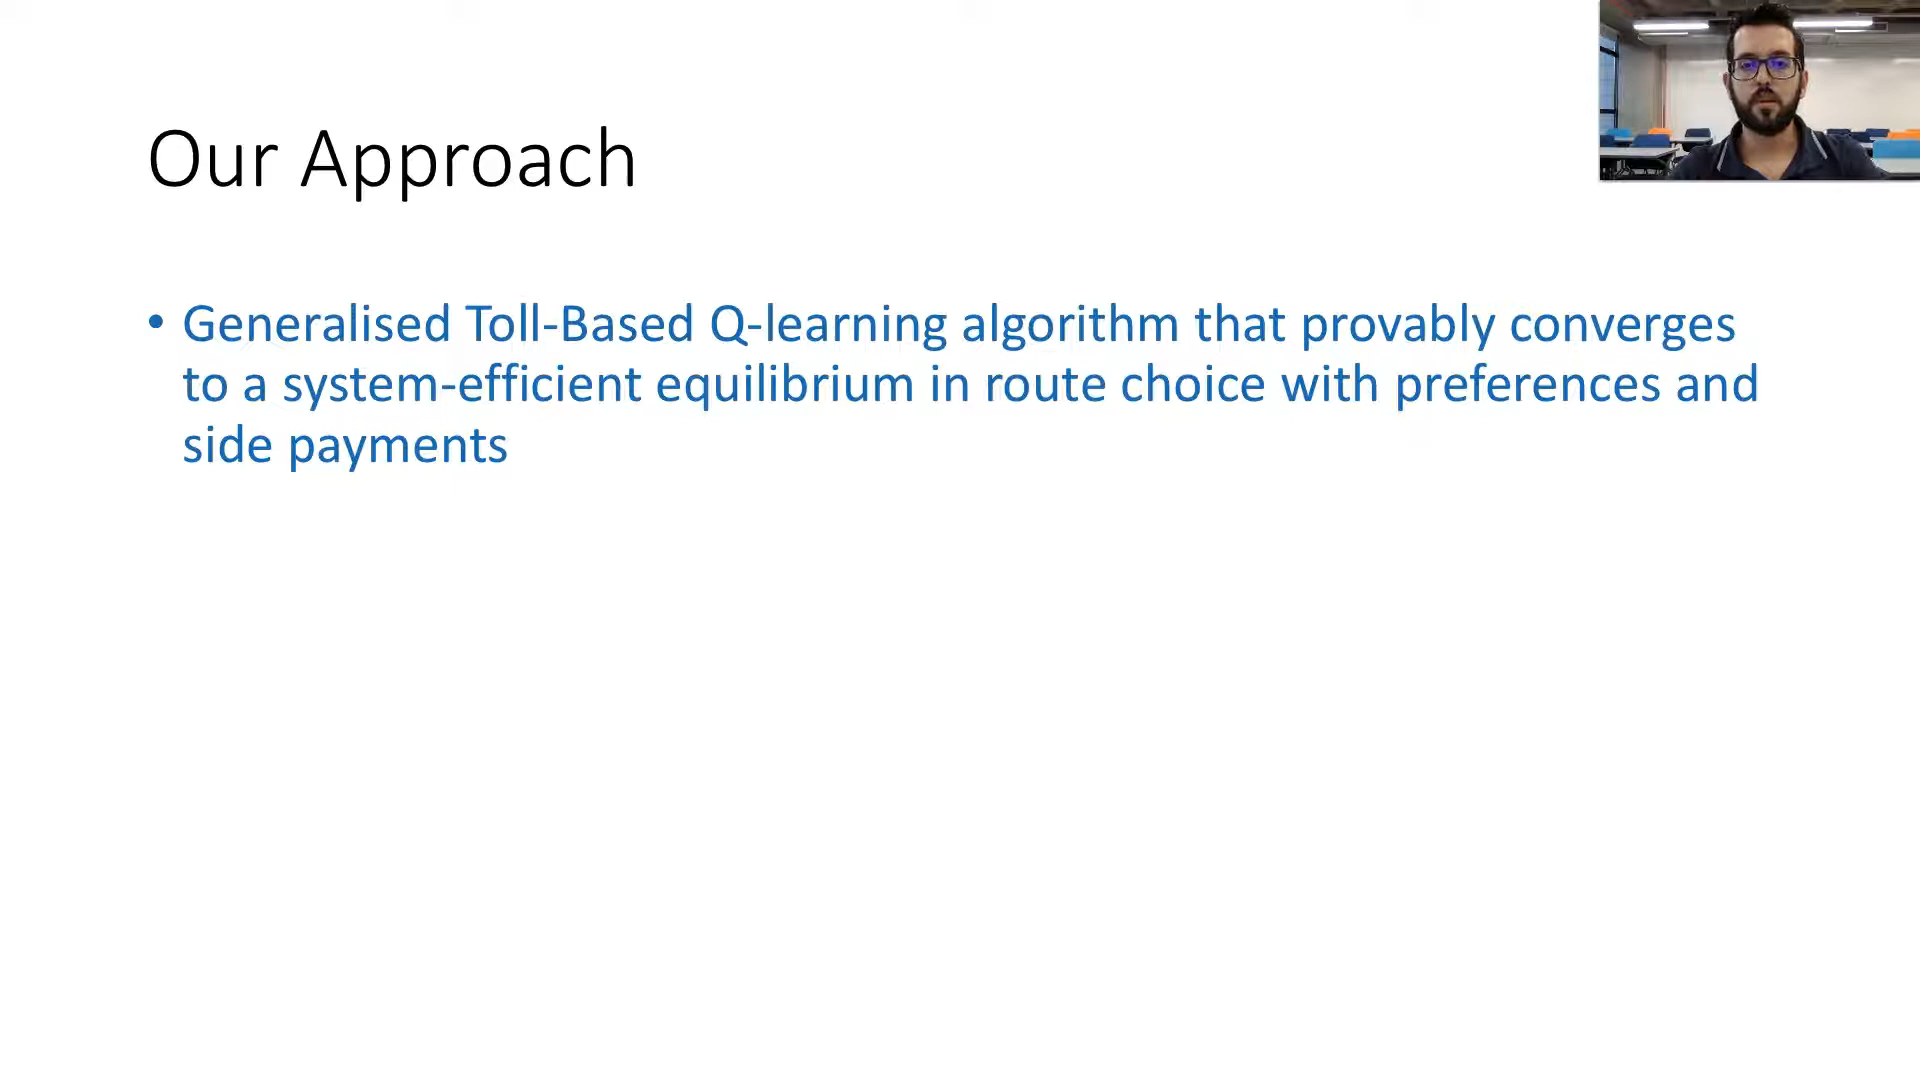 Our Approach
• Generalised Toll-Based Q-learning algorithm that provably converges
to a system-efficient equilibrium in route choice with preferences and
side payments